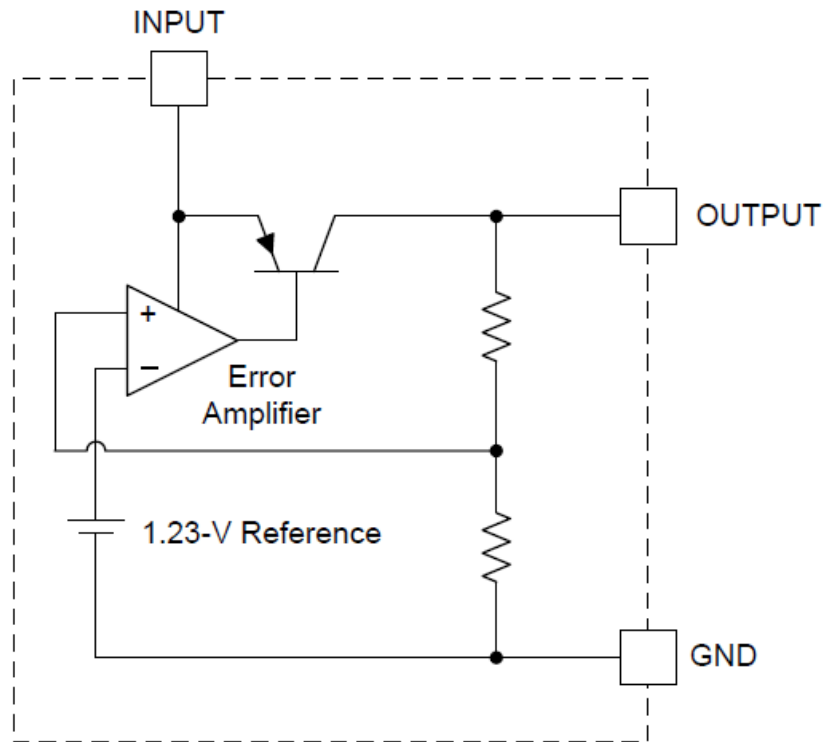 INPUT
OUTPUT
+
−
Error
Amplifier
1.23-V Reference
GND